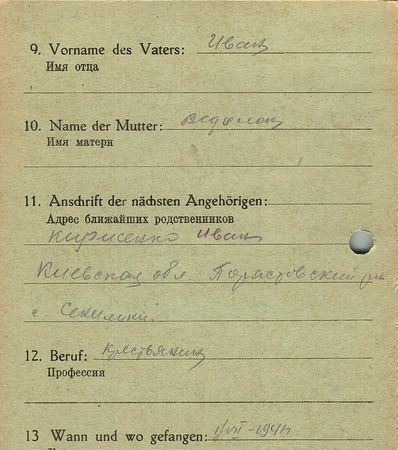 9. Vorname des Vaters: Иван
Имя отца
10. Name der Mutter:
Имя матери
11. Anschrift der nächsten Angehörigen:
Адрес ближайших родственников
Кириченко Иван
Киевская обл.
с.
12. Beruf: Крестьянин
Профессия
13 Wann und wo gefangen: